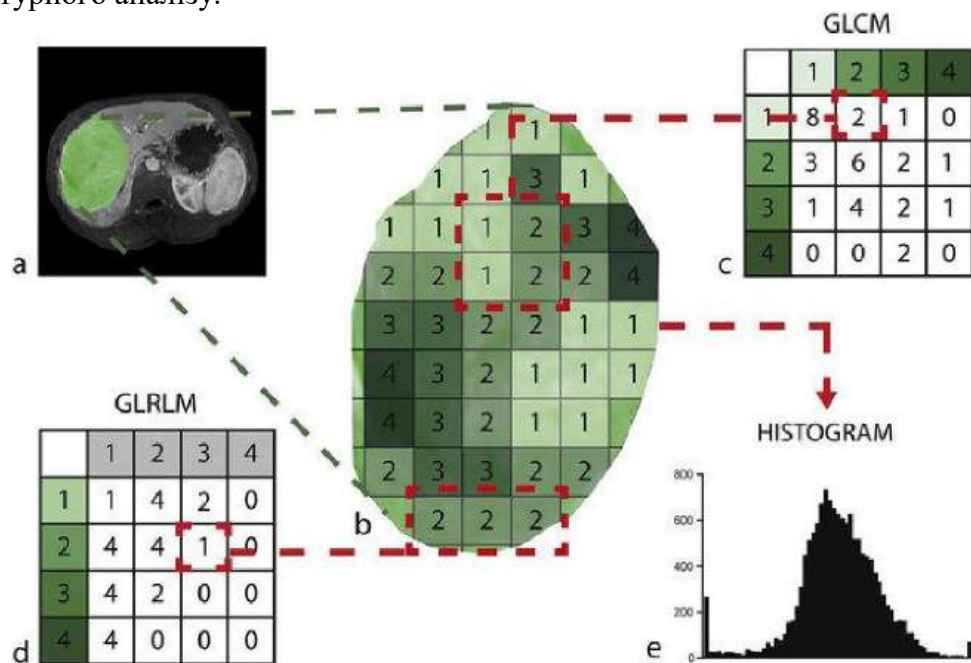 турного анализу.
a
1 1
1 1 3 1
1 1 1 2 3 4
2 2 1 2 2 4
3 3 2 2 1 1
4 3 2 1 1 1
4 3 2 1 1
2 3 3 2 2
2 2 2
b
GLCM
1 2 3 4
1 8 2 1 0
2 3 6 2 1
3 1 4 2 1
4 0 0 2 0
c
GLRLM
1 2 3 4
1 1 4 2 0
2 4 4 1 0
3 4 2 0 0
4 4 0 0 0
d
HISTOGRAM
800
600
400
200
0
e